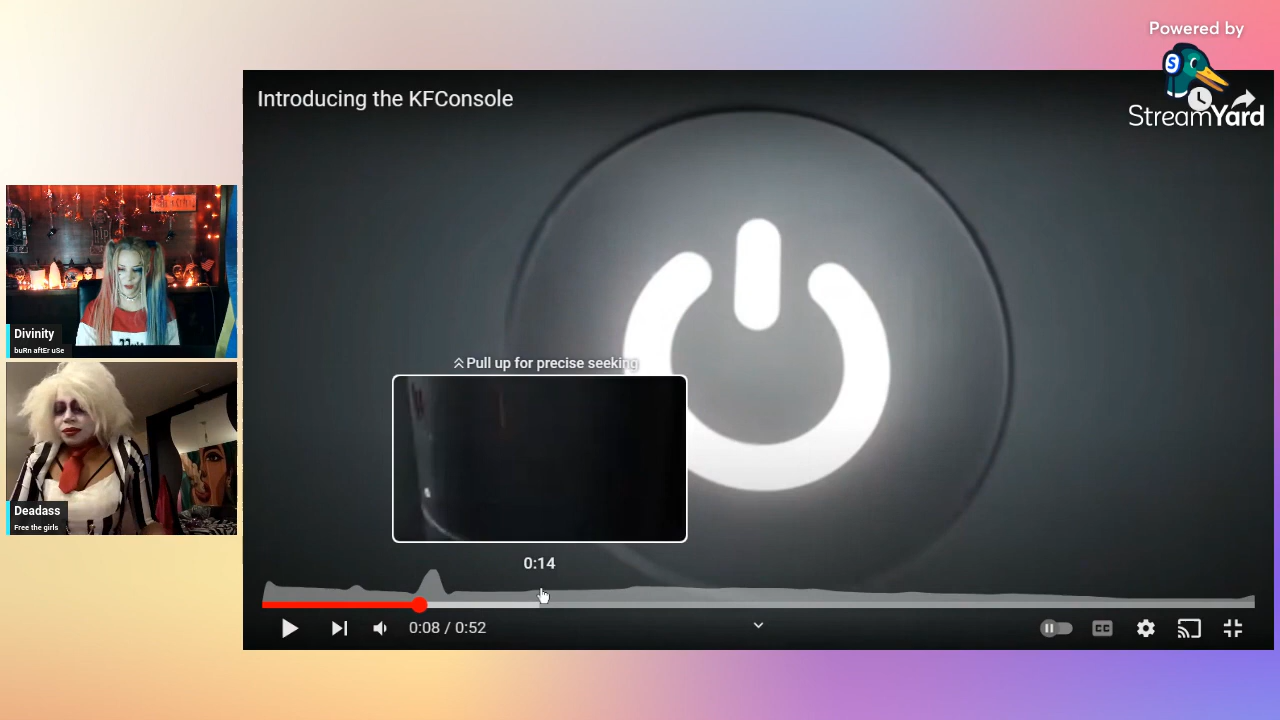 Powered by
StreamYard
Introducing the KFConsole
Divinity
buRn aftEr uSe
Deadass
Free the girls
Pull up for precise seeking
0:14
0:08 / 0:52
CC